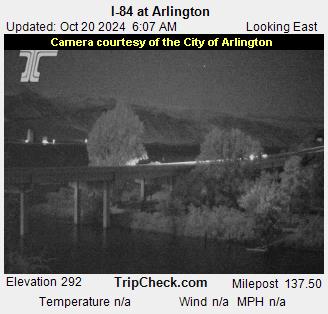 I-84 at Arlington
Updated: Oct 20 2024 6:07 AM Looking East
Camera courtesy of the City of Arlington
Elevation 292 TripCheck.com Milepost 137.50
Temperature n/a Wind n/a MPH n/a